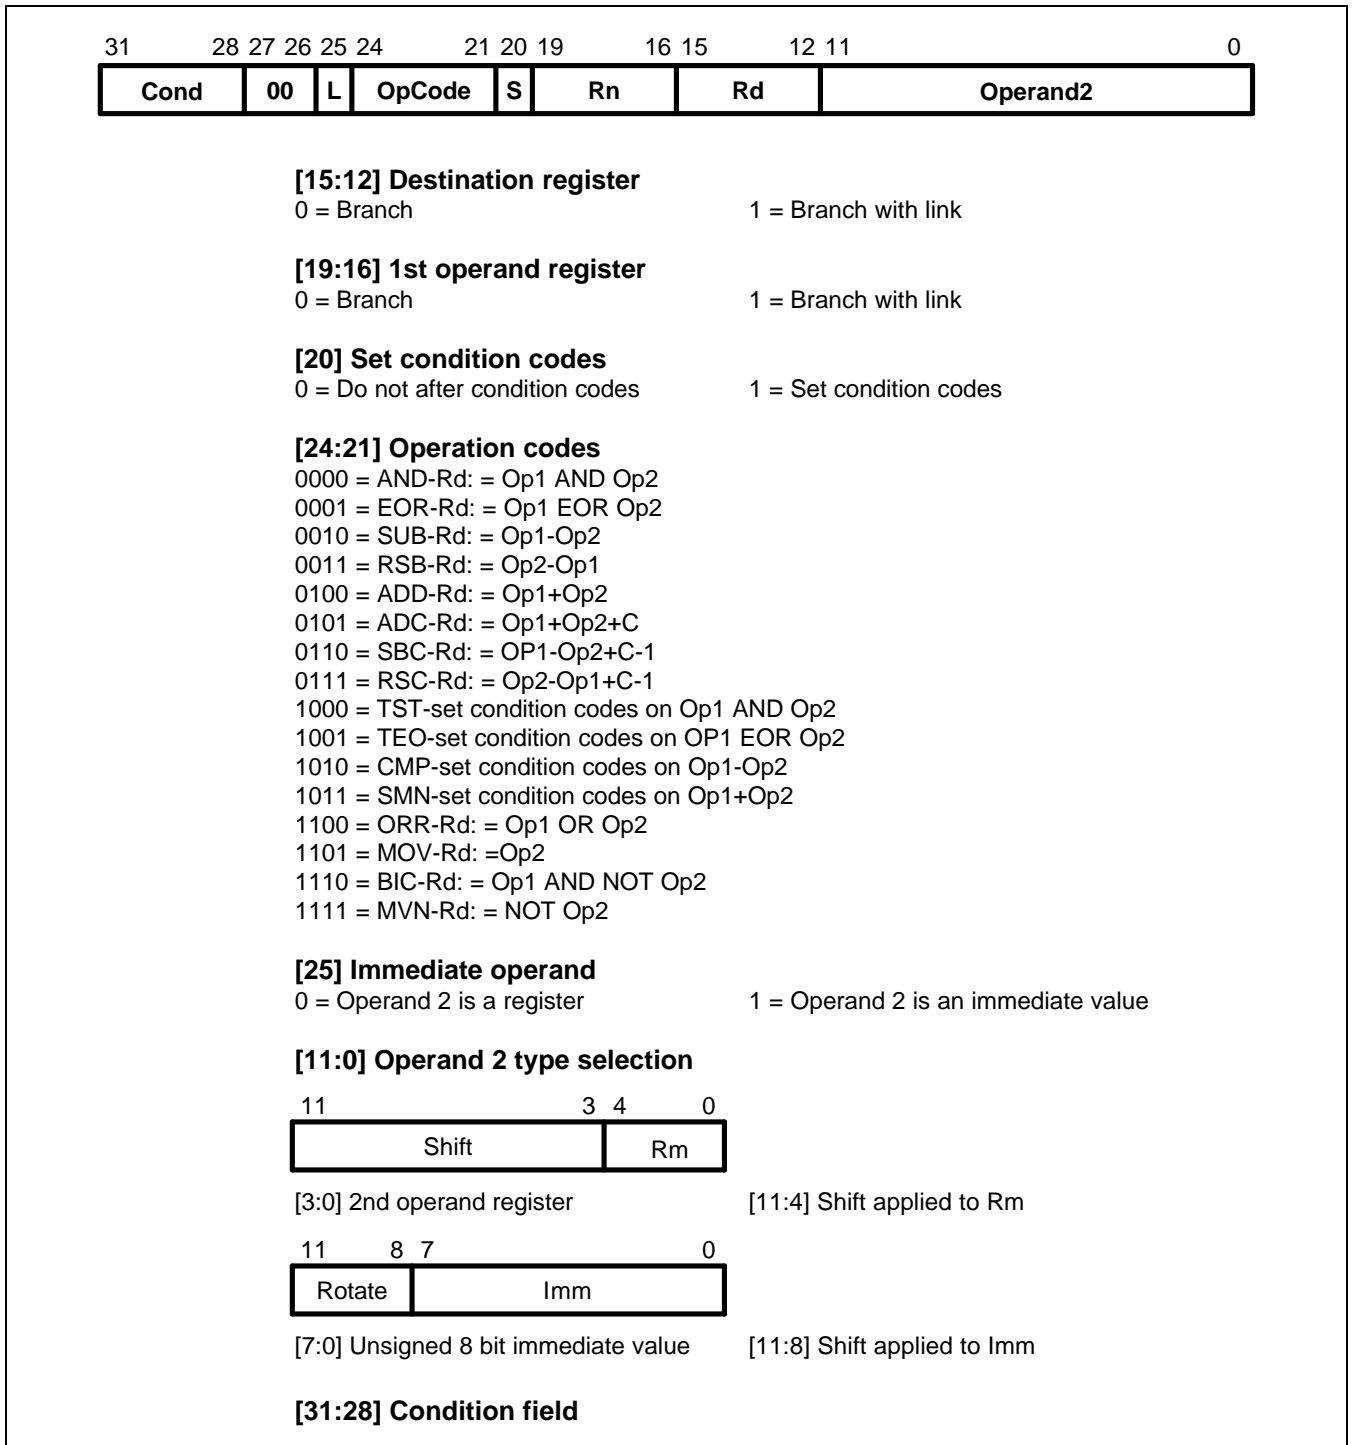 31 28 27 26 25 24 21 20 19 16 15 12 11 0
Cond 00 L OpCode S Rn Rd Operand2
[15:12] Destination register
0 = Branch 1 = Branch with link
[19:16] 1st operand register
0 = Branch 1 = Branch with link
[20] Set condition codes
0 = Do not after condition codes 1 = Set condition codes
[24:21] Operation codes
0000 = AND-Rd: = Op1 AND Op2
0001 = EOR-Rd: = Op1 EOR Op2
0010 = SUB-Rd: = Op1-Op2
0011 = RSB-Rd: = Op2-Op1
0100 = ADD-Rd: = Op1+Op2
0101 = ADC-Rd: = Op1+Op2+C
0110 = SBC-Rd: = OP1-Op2+C-1
0111 = RSC-Rd: = Op2-Op1+C-1
1000 = TST-set condition codes on Op1 AND Op2
1001 = TEO-set condition codes on OP1 EOR Op2
1010 = CMP-set condition codes on Op1-Op2
1011 = SMN-set condition codes on Op1+Op2
1100 = ORR-Rd: = Op1 OR Op2
1101 = MOV-Rd: =Op2
1110 = BIC-Rd: = Op1 AND NOT Op2
1111 = MVN-Rd: = NOT Op2
[25] Immediate operand
0 = Operand 2 is a register 1 = Operand 2 is an immediate value
[11:0] Operand 2 type selection
11 3 4 0
Shift Rm
[3:0] 2nd operand register [11:4] Shift applied to Rm
11 8 7 0
Rotate Imm
[7:0] Unsigned 8 bit immediate value [11:8] Shift applied to Imm
[31:28] Condition field